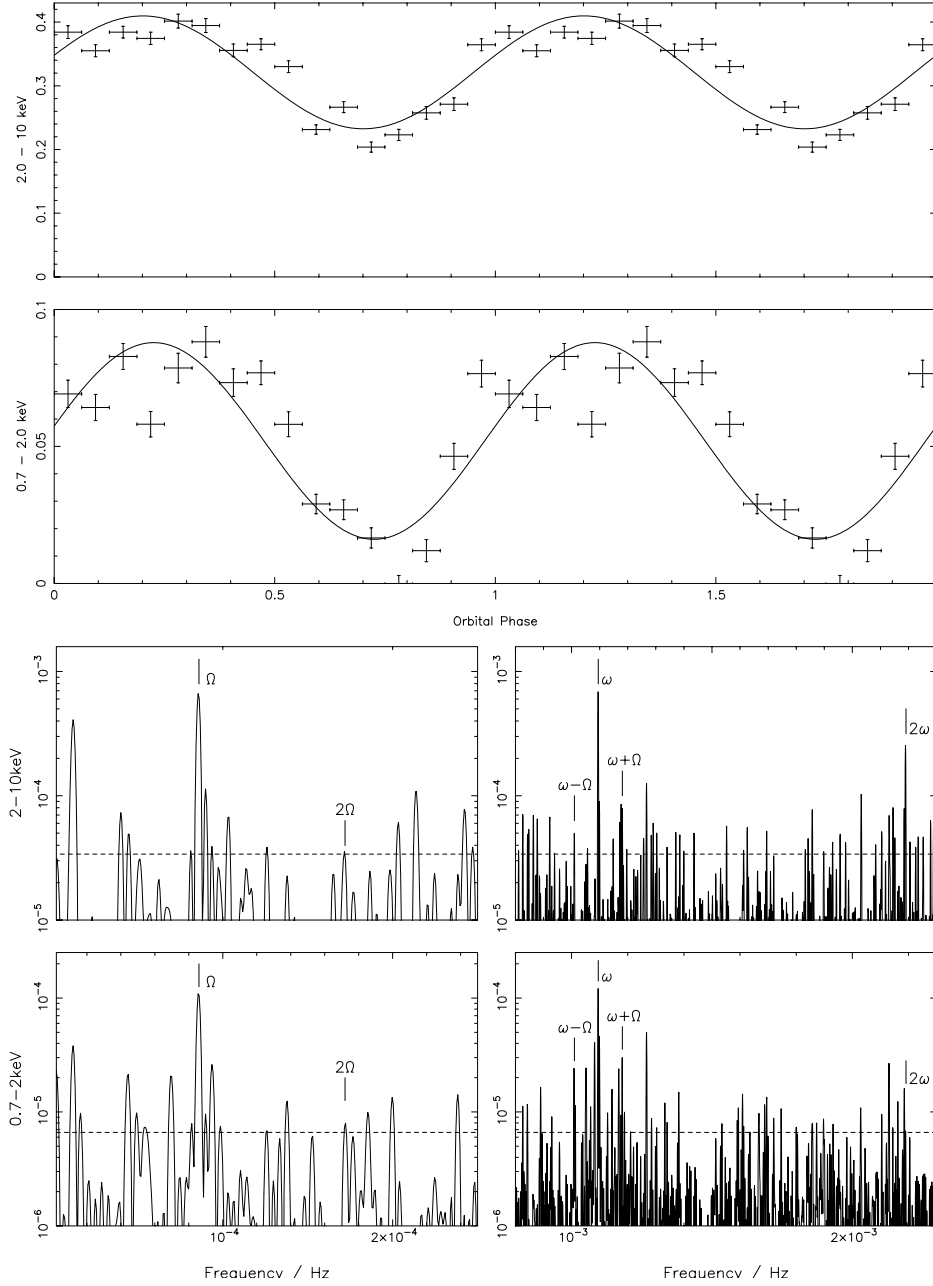 2.0 − 10 keV
0.4
0.3
0.2
0.1
0
0.7 − 2.0 keV
0.1
0.05
0
0 0.5 1 1.5
Orbital Phase
2−10keV
10⁻³
10⁻⁴
10⁻⁵
Ω
2Ω
10⁻³
10⁻⁴
10⁻⁵
ω
ω−Ω
ω+Ω
2ω
0.7−2keV
10⁻⁴
10⁻⁵
10⁻⁶
Ω
2Ω
10⁻⁴ 2×10⁻⁴
Frequency / Hz
10⁻⁴
10⁻⁵
10⁻⁶
ω
ω−Ω
ω+Ω
2ω
10⁻³ 2×10⁻³
Frequency / Hz